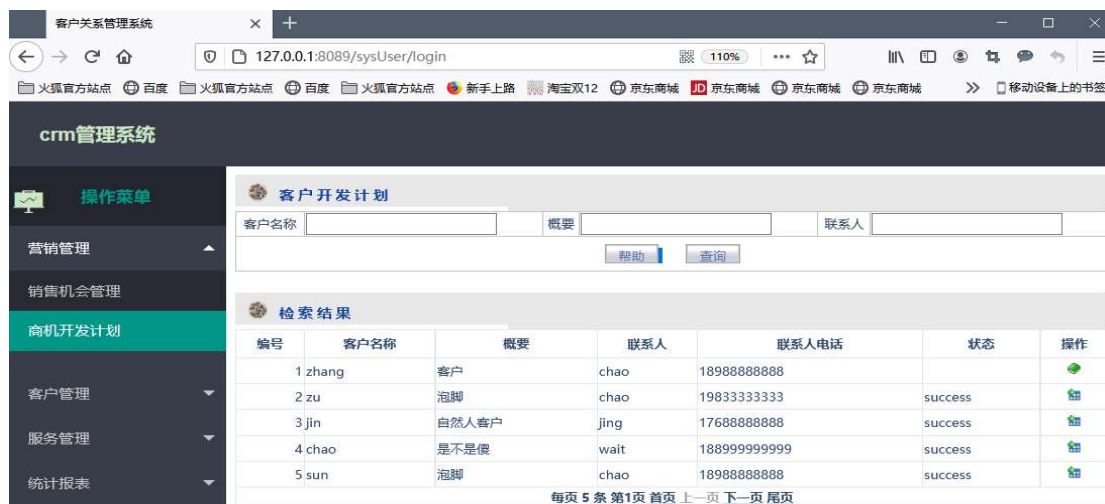 客户关系管理系统
127.0.0.1:8089/sysUser/login 110%
火狐官方站点 百度 火狐官方站点 百度 火狐官方站点 新手上路 淘宝双12 京东商城 JD 京东商城 京东商城 京东商城 移动设备上的书签
crm管理系统
操作菜单
营销管理
销售机会管理
商机开发计划
客户管理
服务管理
统计报表
客户开发计划
客户名称 概要 联系人
帮助 查询
检索结果
编号 客户名称 概要 联系人 联系人电话 状态 操作
1 zhang 客户 chao 18988888888
2 zu 泡脚 chao 19833333333 success
3 jin 自然人客户 jing 17688888888 success
4 chao 是不是傻 wait 188999999999 success
5 sun 泡脚 chao 18988888888 success
每页 5 条 第1页 首页 上一页 下一页 尾页